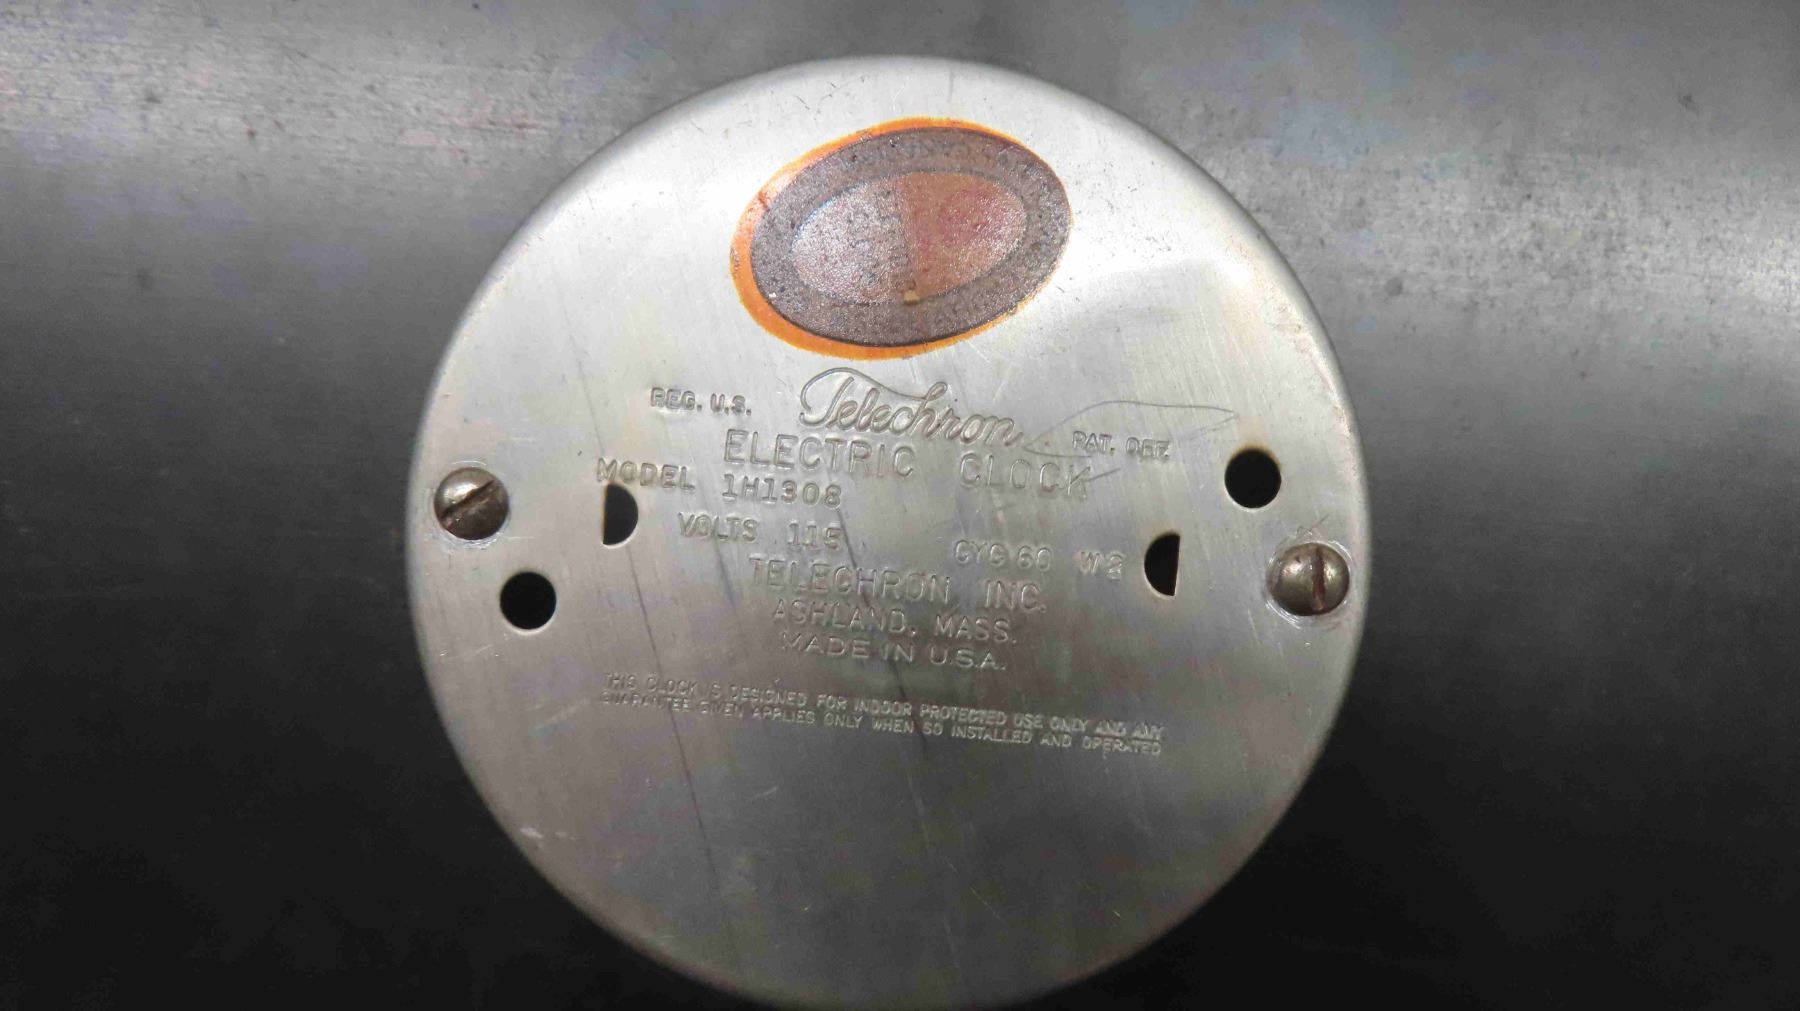 REG. U.S. Telechron PAT. OFF.
ELECTRIC CLOCK
MODEL 1H1308
VOLTS 115 CYC 60 W 2
TELECHRON INC.
ASHLAND, MASS.
MADE IN U.S.A.
THIS CLOCK IS DESIGNED FOR INDOOR PROTECTED USE ONLY AND ANY
GUARANTEE GIVEN APPLIES ONLY WHEN SO INSTALLED AND OPERATED